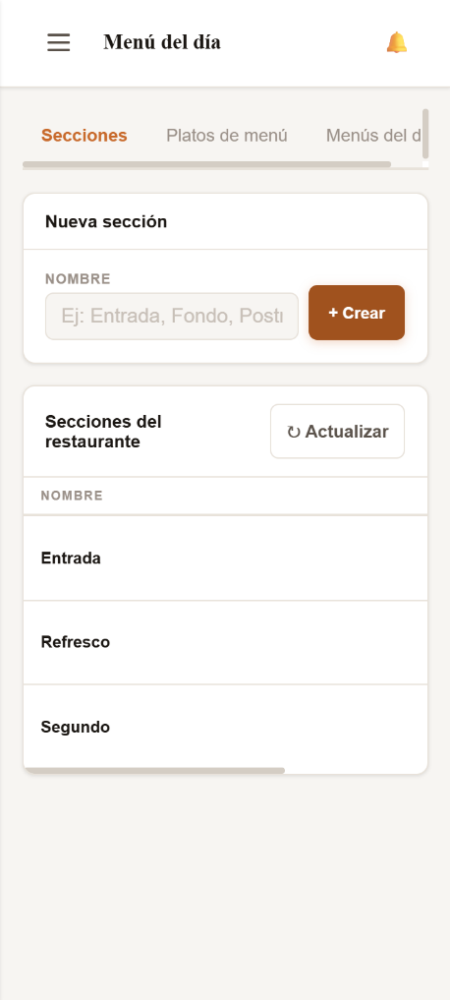 Menú del día
Secciones Platos de menú Menús del d
Nueva sección
NOMBRE
Ej: Entrada, Fondo, Postr
+ Crear
Secciones del
restaurante
↻ Actualizar
NOMBRE
Entrada
Refresco
Segundo